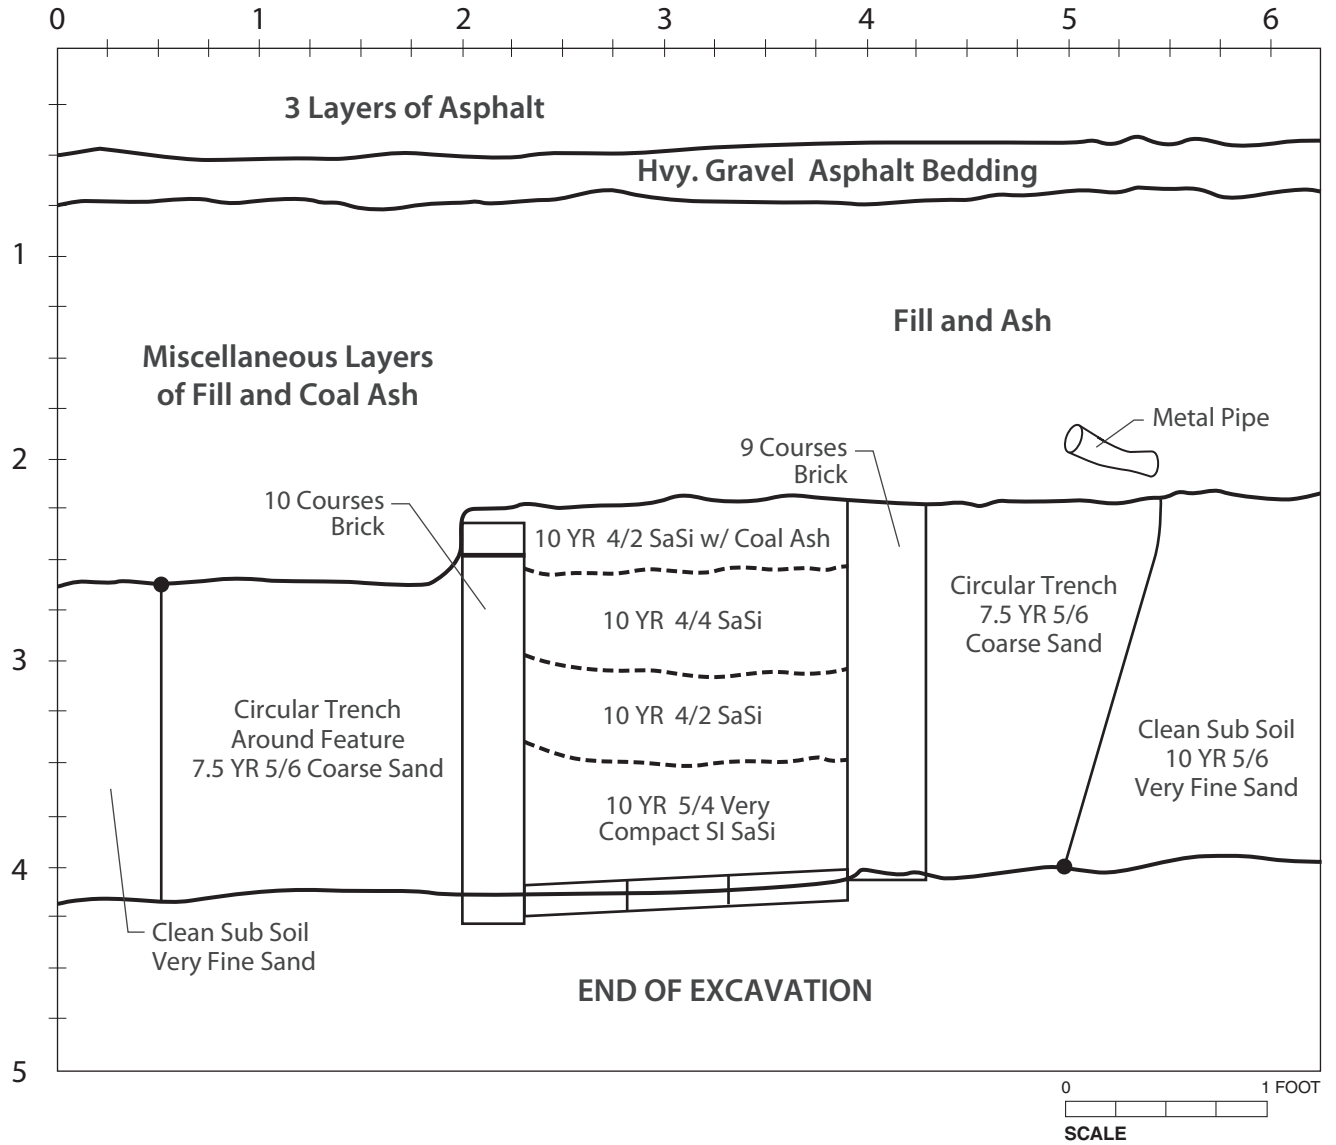 0 1 2 3 4 5 6
3 Layers of Asphalt
Hvy. Gravel Asphalt Bedding
1
Fill and Ash
Miscellaneous Layers
of Fill and Coal Ash
Metal Pipe
2
9 Courses
Brick
10 Courses
Brick
10 YR 4/2 SaSi w/ Coal Ash
Circular Trench
7.5 YR 5/6
Coarse Sand
10 YR 4/4 SaSi
3
Circular Trench
Around Feature
7.5 YR 5/6 Coarse Sand
10 YR 4/2 SaSi
Clean Sub Soil
10 YR 5/6
Very Fine Sand
10 YR 5/4 Very
Compact SI SaSi
4
Clean Sub Soil
Very Fine Sand
END OF EXCAVATION
5
0 1 FOOT
SCALE